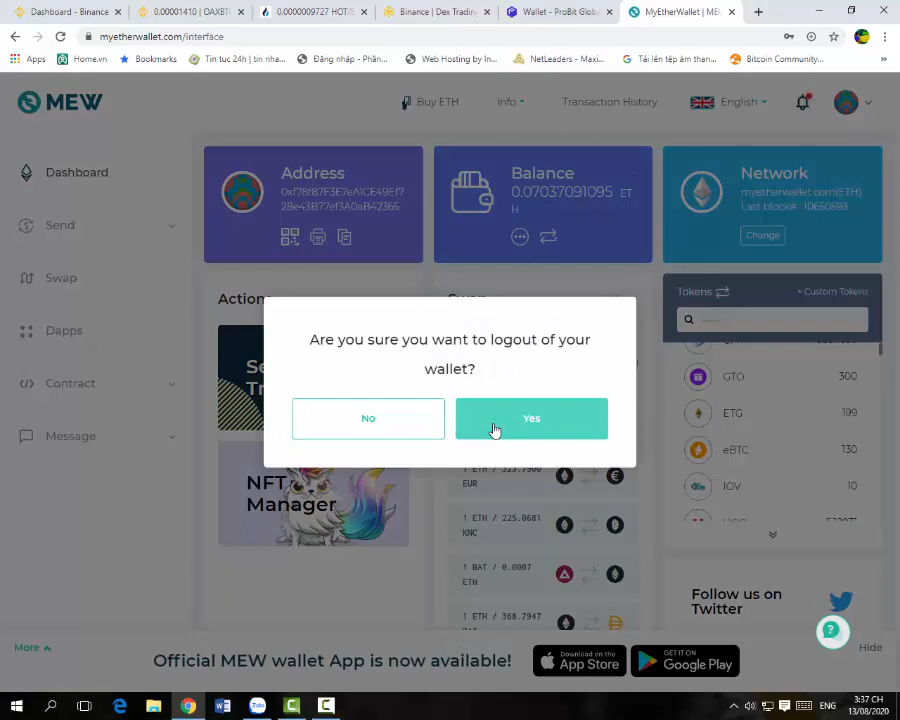 Dashboard - Binance
0.00001410 | OAXBT
0.0000009727 HOT/
Binance | Dex Trading
Wallet - ProBit Globa
MyEtherWallet | MEW
myetherwallet.com/interface
Apps
Home.vn
Bookmarks
Tin tuc 24h | tin nha...
Đăng nhập - Phần...
Web Hosting by In...
NetLeaders - Maxi...
Tải lên tệp âm than...
Bitcoin Community...
MEW
Buy ETH
Info
Transaction History
English
Dashboard
Send
Swap
Dapps
Contract
Message
Address
Balance
0.07037091095 ET
H
Network
myetherwallet.com(ETH)
Last block# : 10650593
Change
Actions
Tokens
+ Custom Tokens
Are you sure you want to logout of your
wallet?
No
Yes
GTO 300
ETG 199
eBTC 130
IOV 10
NFT
Manager
EUR
1 ETH / 225.0681
KNC
1 BAT / 0.0007
ETH
1 ETH / 368.7947
Follow us on
Twitter
More
Official MEW wallet App is now available!
Download on the
App Store
GET IT ON
Google Play
Hide
ENG
3:37 CH
13/08/2020